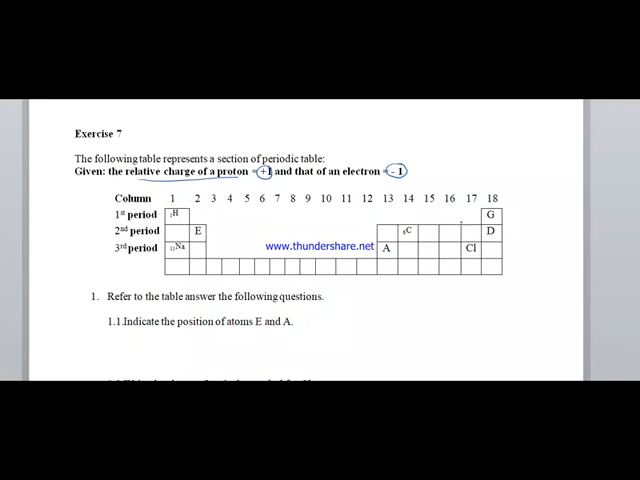 Exercise 7
The following table represents a section of periodic table:
Given: the relative charge of a proton = +1 and that of an electron = - 1
Column 1 2 3 4 5 6 7 8 9 10 11 12 13 14 15 16 17 18
1st period 1H G
2nd period E 6C D
3rd period 11Na www.thundershare.net A Cl
1. Refer to the table answer the following questions.
1.1.Indicate the position of atoms E and A.